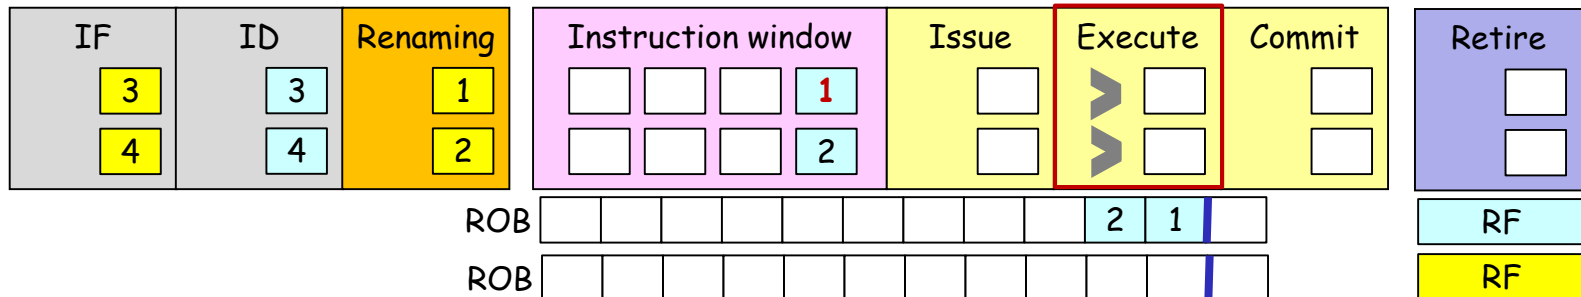 IF ID Renaming Instruction window Issue Execute Commit Retire
3 3 1 1
4 4 2 2
ROB 2 1 RF
ROB RF